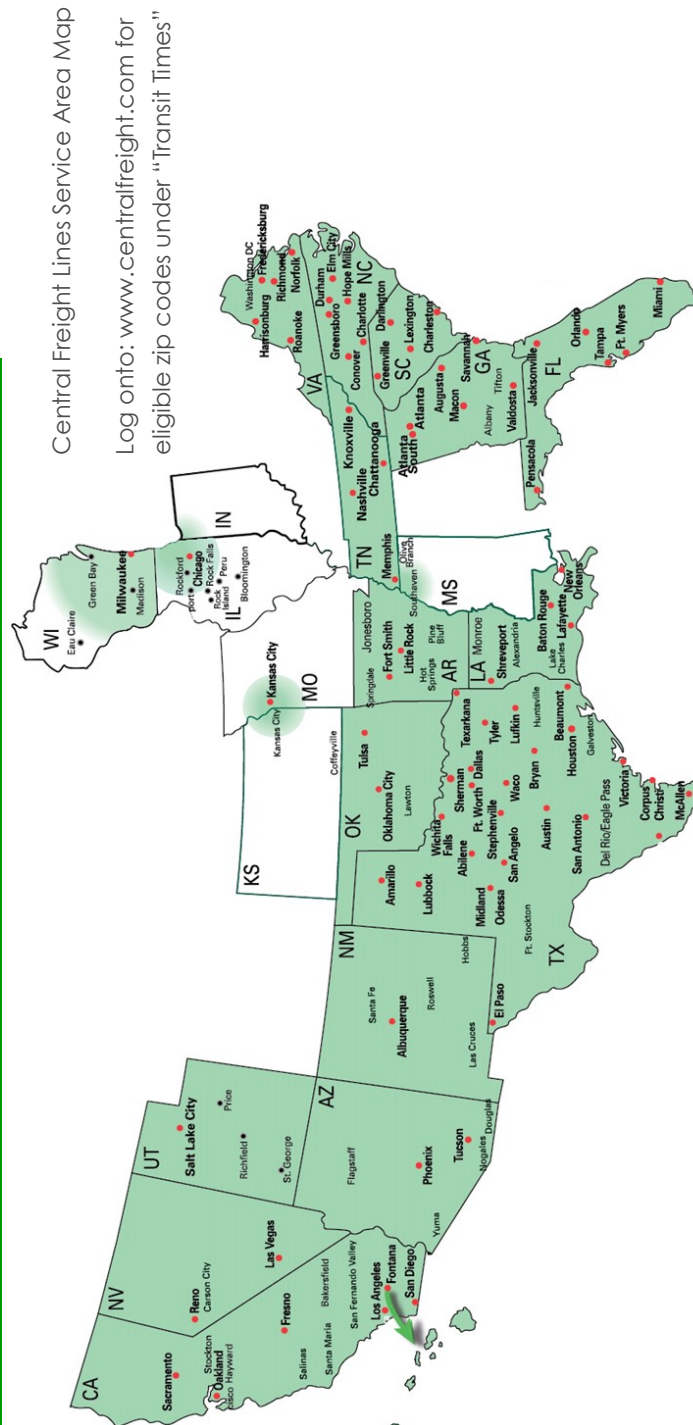 Central Freight Lines Service Area Map
Log onto: www.centralfreight.com for
eligible zip codes under “Transit Times”
WI
Eau Claire
Green Bay
Milwaukee
Madison
Rockford
port
Chicago
Rock Falls
Rock
Island
Peru
Bloomington
IL
IN
Washington DC
Fredericksburg
Harrisonburg
Richmond
Norfolk
Roanoke
VA
Durham
Elm City
Greensboro
Hope Mills
Conover
Charlotte
NC
Greenville
Darlington
SC
Lexington
Charleston
Knoxville
Nashville
Chattanooga
TN
Memphis
Olive
Branch
Southaven
MS
Atlanta
South
Atlanta
Augusta
Macon
Savannah
GA
Albany
Tifton
Valdosta
Jacksonville
FL
Orlando
Tampa
Ft. Myers
Miami
Pensacola
Kansas City
MO
Kansas City
KS
Coffeyville
Springdale
Jonesboro
Fort Smith
Little Rock
Hot
Springs
Pine
Bluff
AR
LA
Monroe
Shreveport
Alexandria
Baton Rouge
Lake
Charles
Lafayette
New
Orleans
OK
Tulsa
Oklahoma City
Lawton
Texarkana
Wichita
Falls
Sherman
Ft. Worth
Dallas
Tyler
Abilene
Stephenville
Waco
Lufkin
Amarillo
Lubbock
Midland
Odessa
San Angelo
Bryan
Huntsville
Austin
Beaumont
Houston
Galveston
San Antonio
Ft. Stockton
Del Rio/Eagle Pass
Victoria
Corpus
Christi
McAllen
TX
El Paso
NM
Santa Fe
Albuquerque
Roswell
Hobbs
Las Cruces
UT
Salt Lake City
Price
Richfield
St. George
AZ
Flagstaff
Phoenix
Tucson
Nogales
Douglas
Yuma
NV
Reno
Carson City
Las Vegas
CA
Sacramento
Stockton
Oakland
cisco
Hayward
Fresno
Salinas
Santa Maria
Bakersfield
San Fernando Valley
Los Angeles
Fontana
San Diego